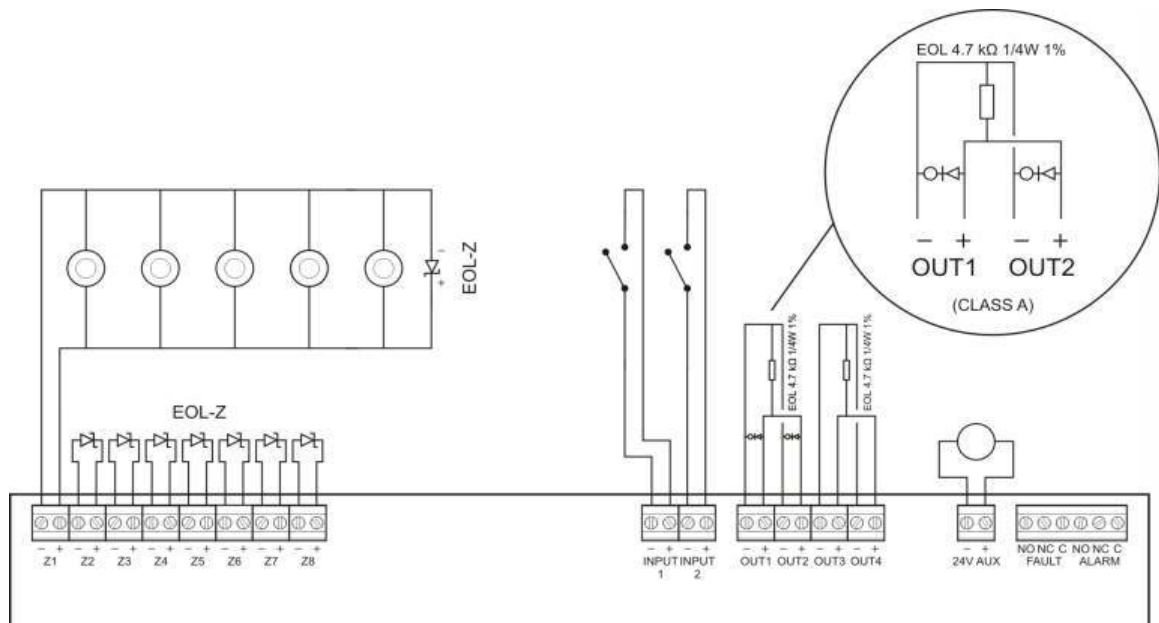 EOL 4.7 kΩ 1/4W 1%
− + − +
OUT1 OUT2
(CLASS A)
−
+
EOL-Z
EOL-Z
EOL 4.7 kΩ 1/4W 1%
EOL 4.7 kΩ 1/4W 1%
− + − + − + − + − + − + − + − +
Z1 Z2 Z3 Z4 Z5 Z6 Z7 Z8
− + − +
INPUT INPUT
1 2
− + − + − + − +
OUT1 OUT2 OUT3 OUT4
− +
24V AUX
NO NC C NO NC C
FAULT ALARM